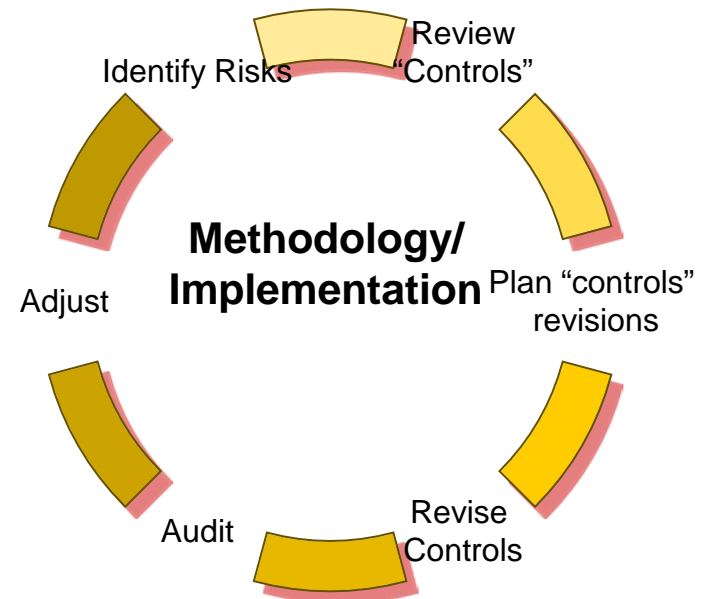 Review
Identify Risks
“Controls”
Methodology/
Implementation
Plan “controls”
revisions
Adjust
Revise
Controls
Audit